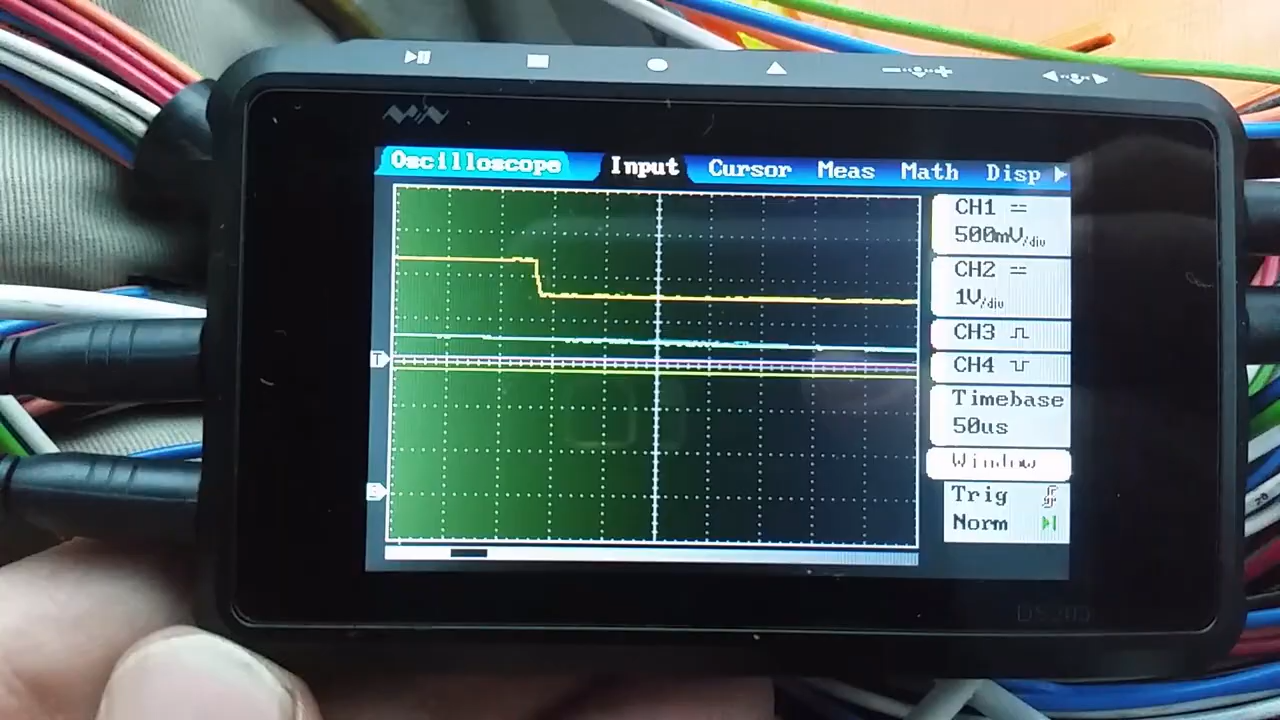 Oscilloscope Input Cursor Meas Math Disp
CH1
500mV/div
CH2
1V/div
CH3
CH4
Timebase
50us
Window
Trig
Norm
T